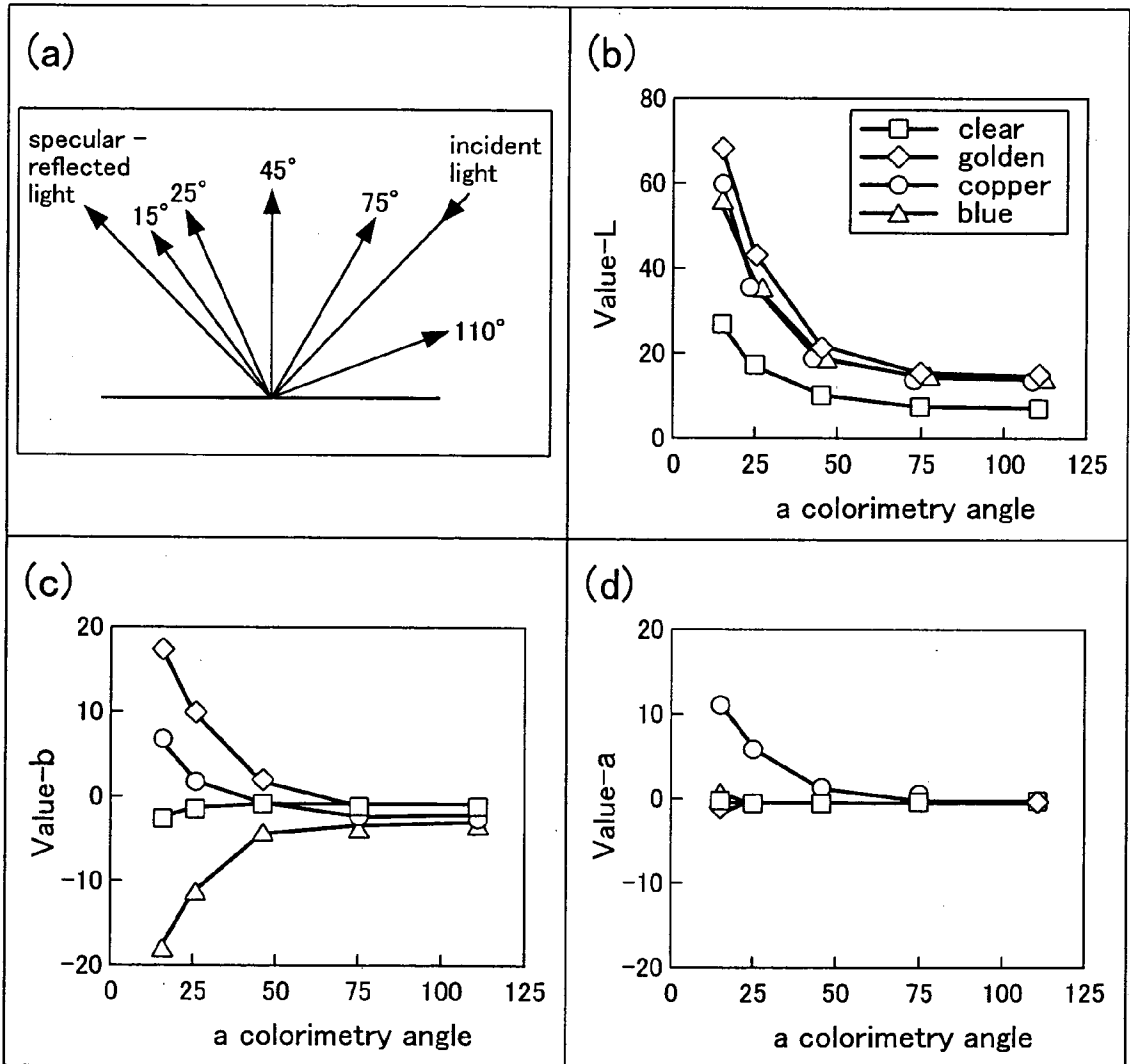 (a)
specular –
reflected
light
15°
25°
45°
75°
incident
light
110°
(b)
Value-L
80
60
40
20
0
0 25 50 75 100 125
a colorimetry angle
clear
golden
copper
blue
(c)
Value-b
20
10
0
-10
-20
0 25 50 75 100 125
a colorimetry angle
(d)
Value-a
20
10
0
-10
-20
0 25 50 75 100 125
a colorimetry angle